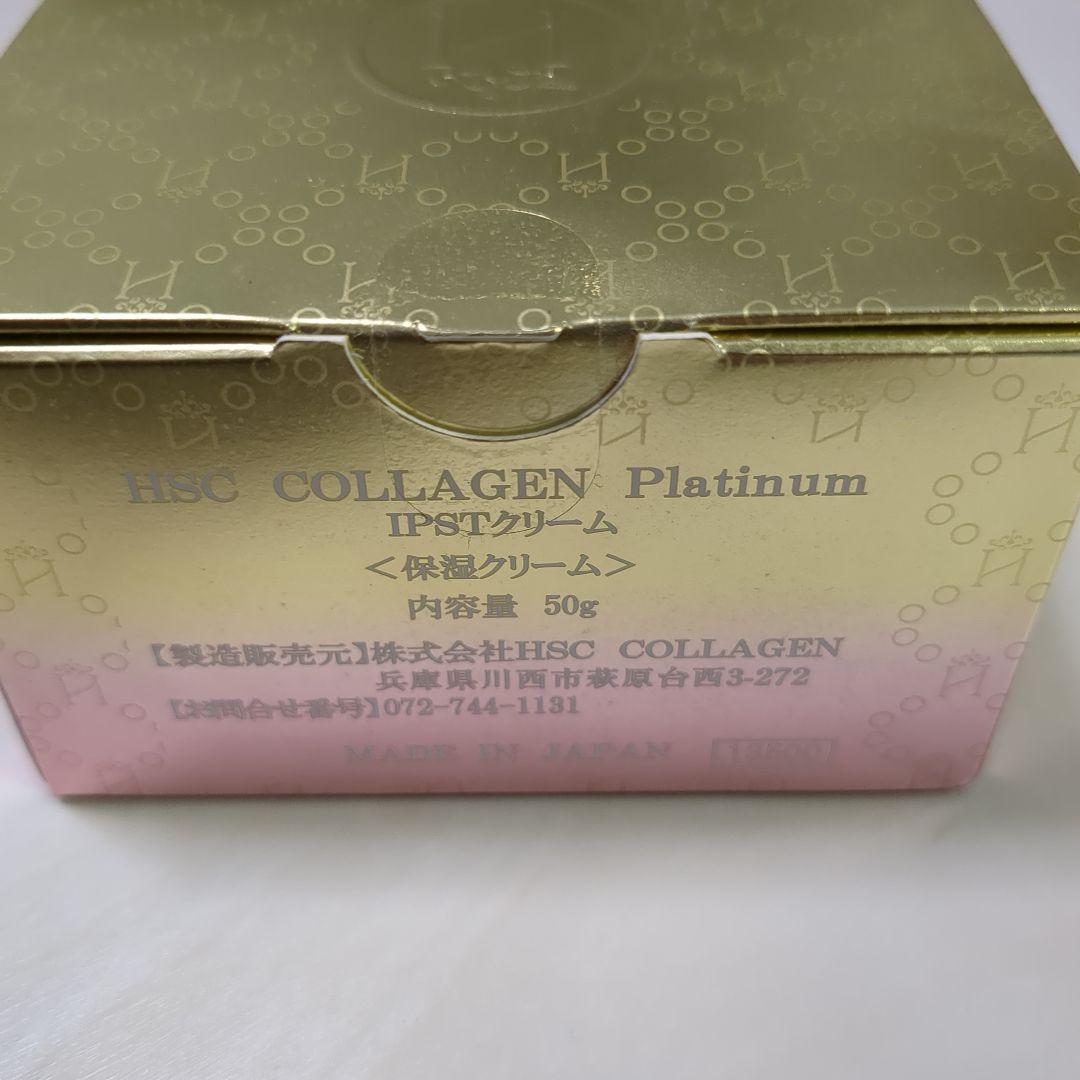 HSC COLLAGEN Platinum
IPSTクリーム
＜保湿クリーム＞
内容量 50g
【製造販売元】株式会社HSC COLLAGEN
兵庫県川西市萩原台西3-272
【お問合せ番号】072-744-1131
MADE IN JAPAN 13500